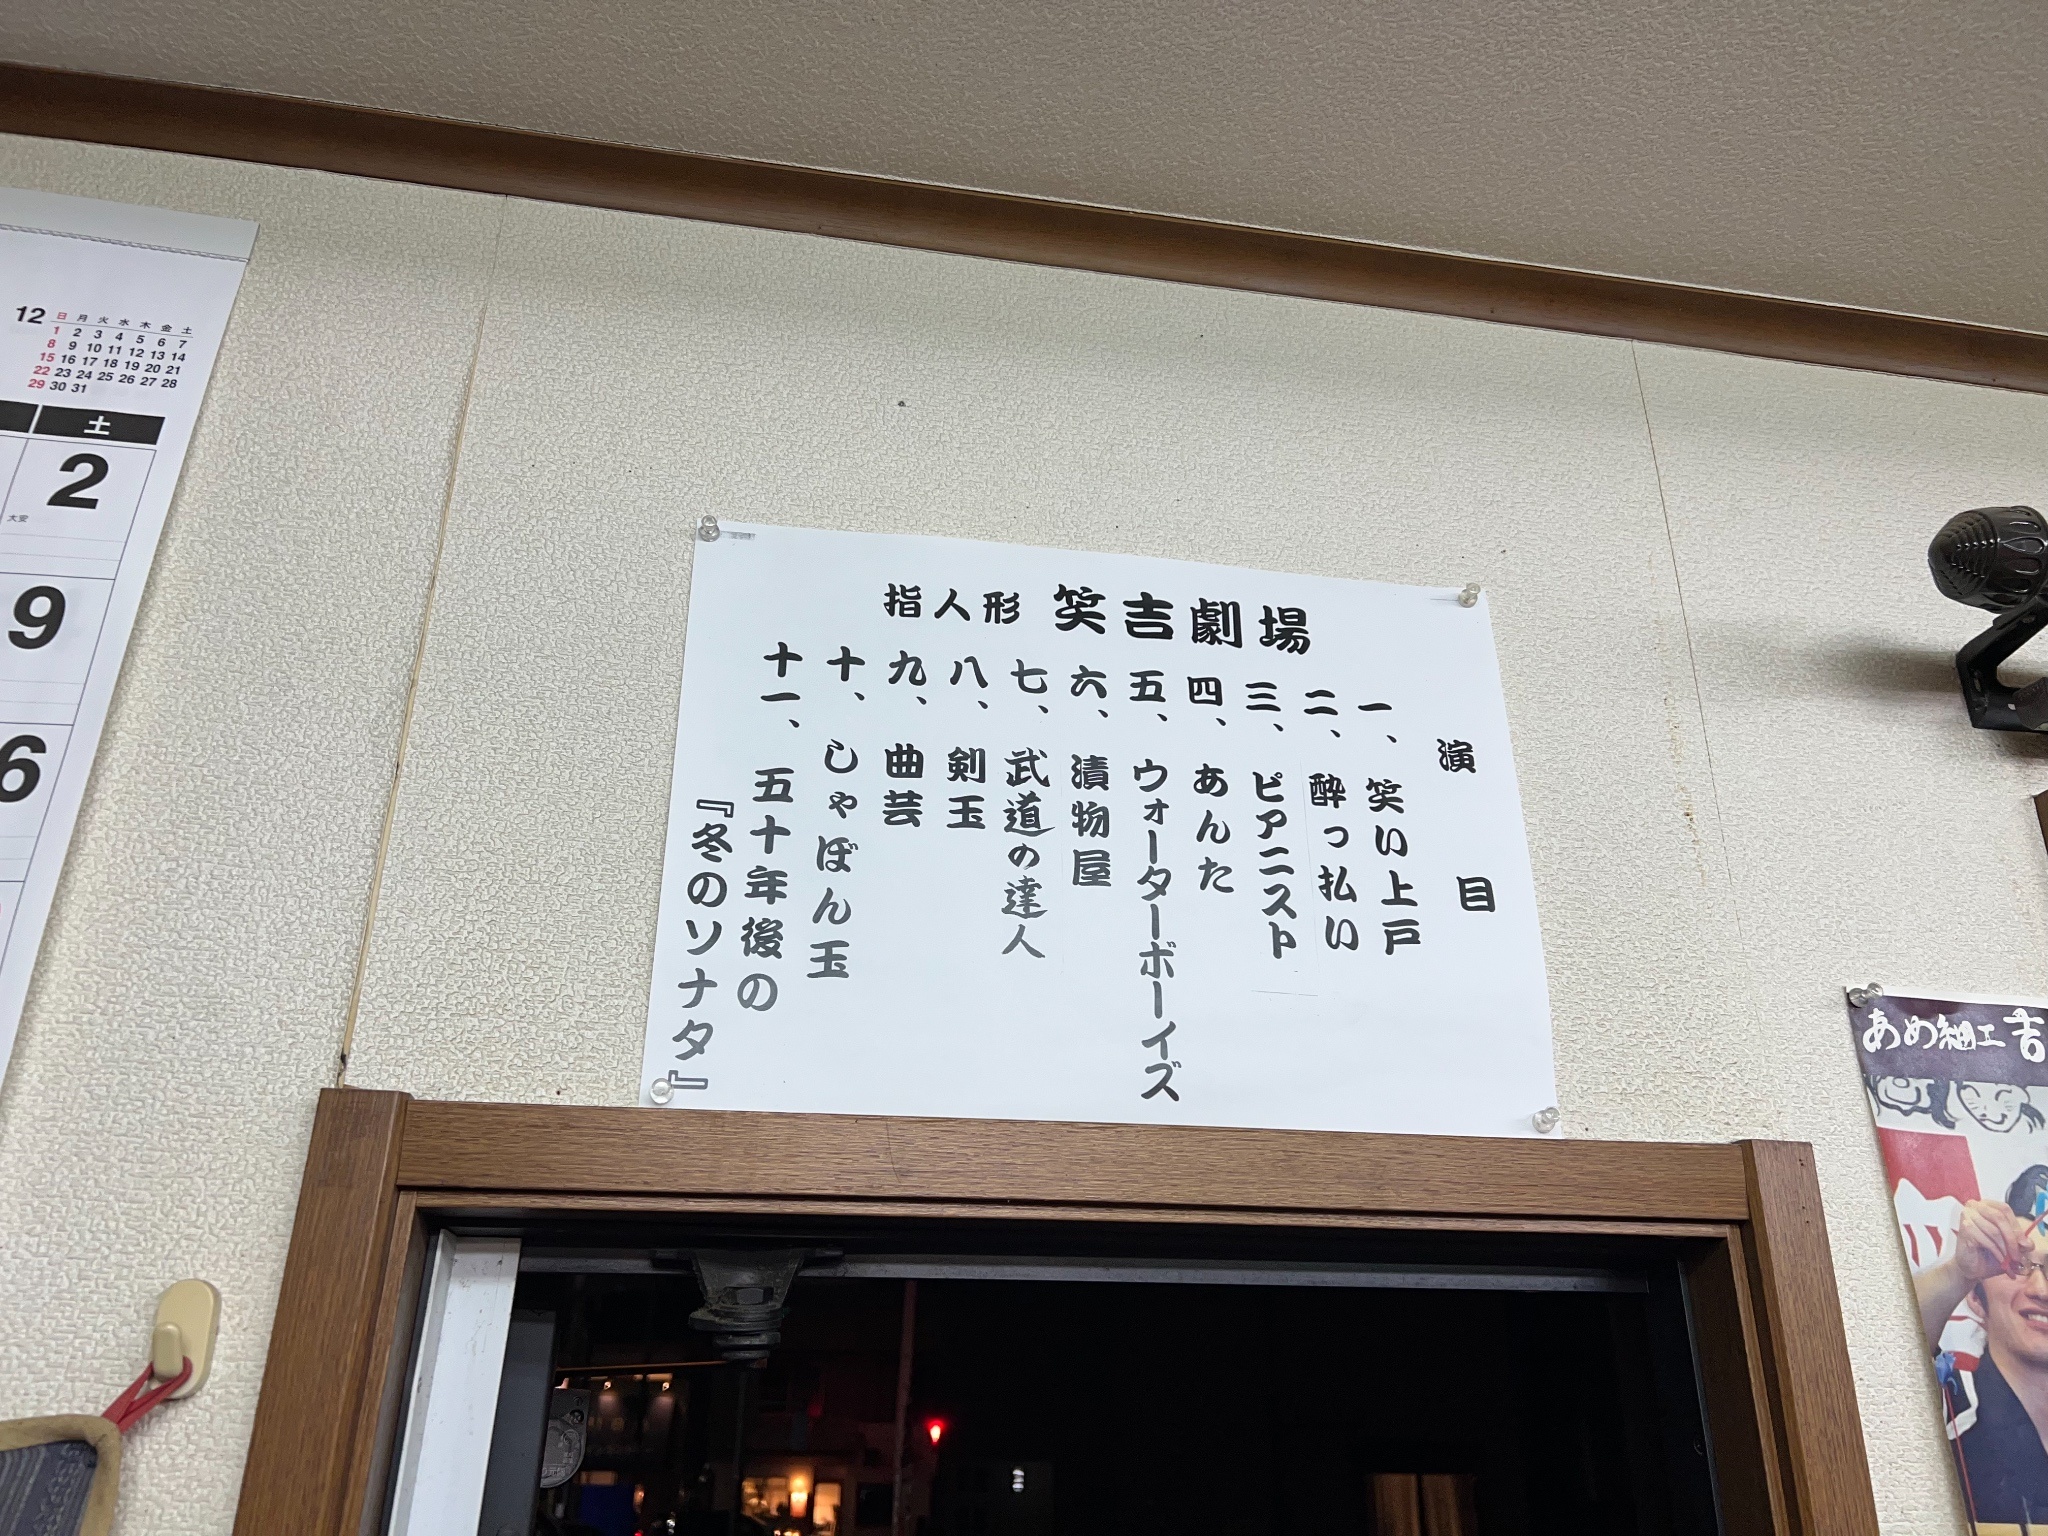 指人形 笑吉劇場
演目
一、笑い上戸
二、酔っ払い
三、ピアニスト
四、あんた
五、ウォーターボーイズ
六、漬物屋
七、武道の達人
八、剣玉
九、曲芸
十、しゃぼん玉
十一、五十年後の
『冬のソナタ』
12
日 月 火 水 木 金 土
1 2 3 4 5 6 7
8 9 10 11 12 13 14
15 16 17 18 19 20 21
22 23 24 25 26 27 28
29 30 31
土
2
大安
9
6
あめ細工吉